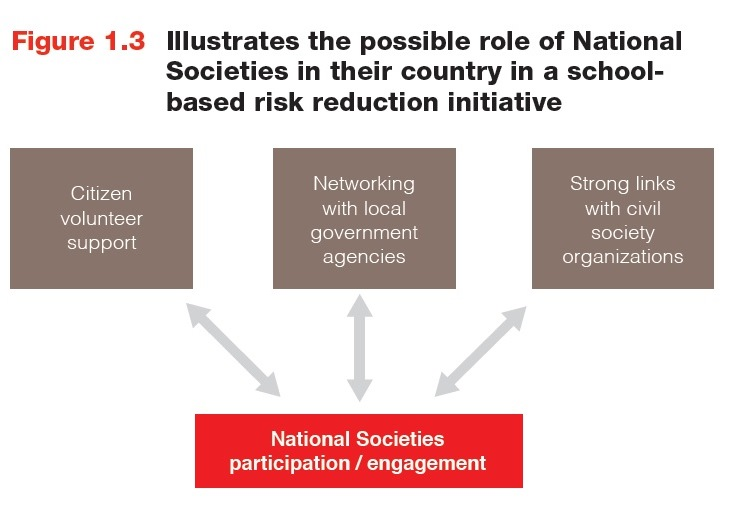 Figure 1.3 Illustrates the possible role of National
Societies in their country in a school-
based risk reduction initiative
Citizen
volunteer
support
Networking
with local
government
agencies
Strong links
with civil
society
organizations
National Societies
participation / engagement